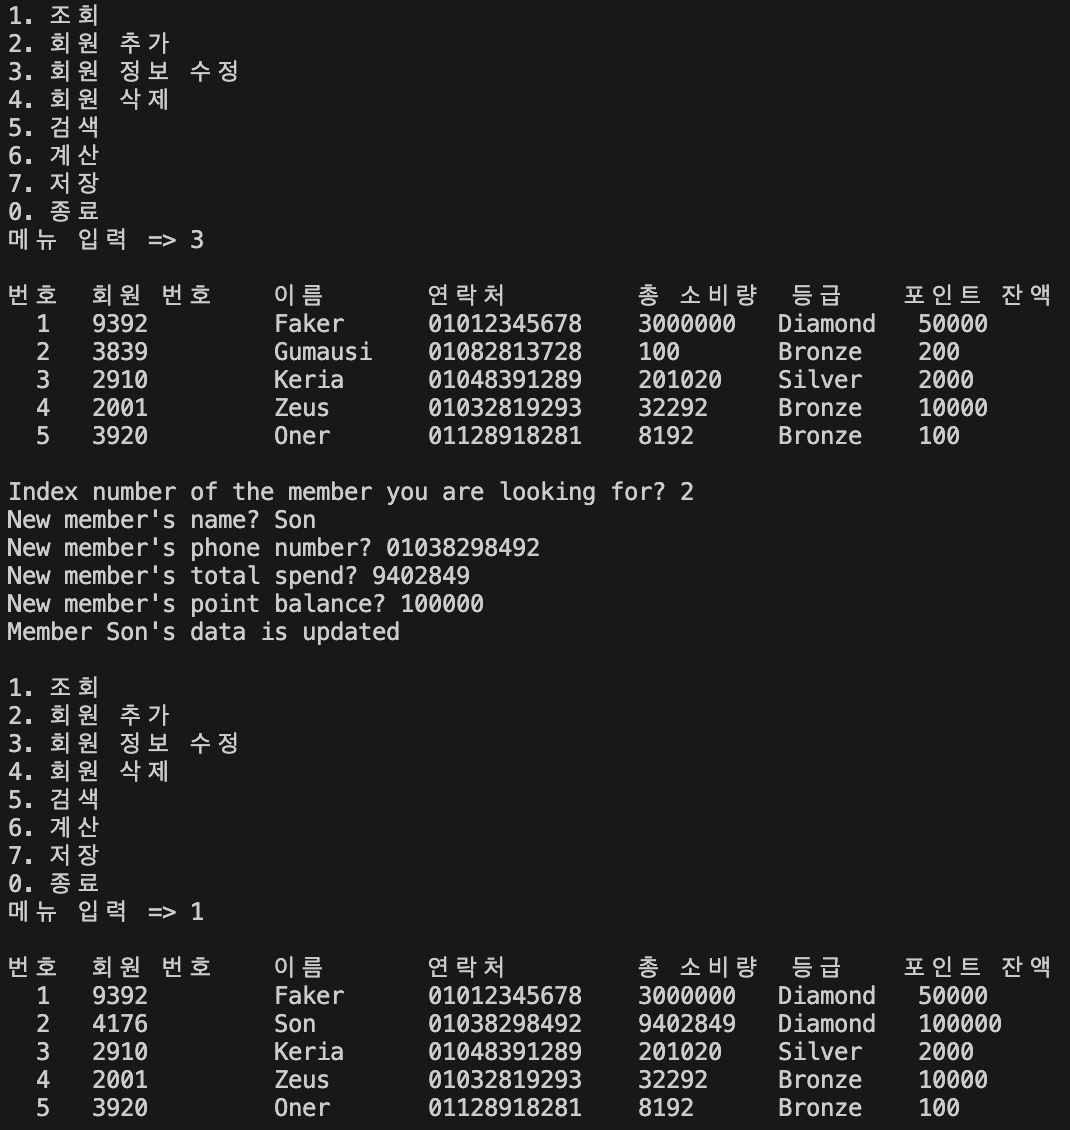 1. 조회
2. 회원 추가
3. 회원 정보 수정
4. 회원 삭제
5. 검색
6. 계산
7. 저장
0. 종료
메뉴 입력 => 3
번호 회원 번호 이름 연락처 총 소비량 등급 포인트 잔액
1 9392 Faker 01012345678 3000000 Diamond 50000
2 3839 Gumausi 01082813728 100 Bronze 200
3 2910 Keria 01048391289 201020 Silver 2000
4 2001 Zeus 01032819293 32292 Bronze 10000
5 3920 Oner 01128918281 8192 Bronze 100
Index number of the member you are looking for? 2
New member's name? Son
New member's phone number? 01038298492
New member's total spend? 9402849
New member's point balance? 100000
Member Son's data is updated
1. 조회
2. 회원 추가
3. 회원 정보 수정
4. 회원 삭제
5. 검색
6. 계산
7. 저장
0. 종료
메뉴 입력 => 1
번호 회원 번호 이름 연락처 총 소비량 등급 포인트 잔액
1 9392 Faker 01012345678 3000000 Diamond 50000
2 4176 Son 01038298492 9402849 Diamond 100000
3 2910 Keria 01048391289 201020 Silver 2000
4 2001 Zeus 01032819293 32292 Bronze 10000
5 3920 Oner 01128918281 8192 Bronze 100